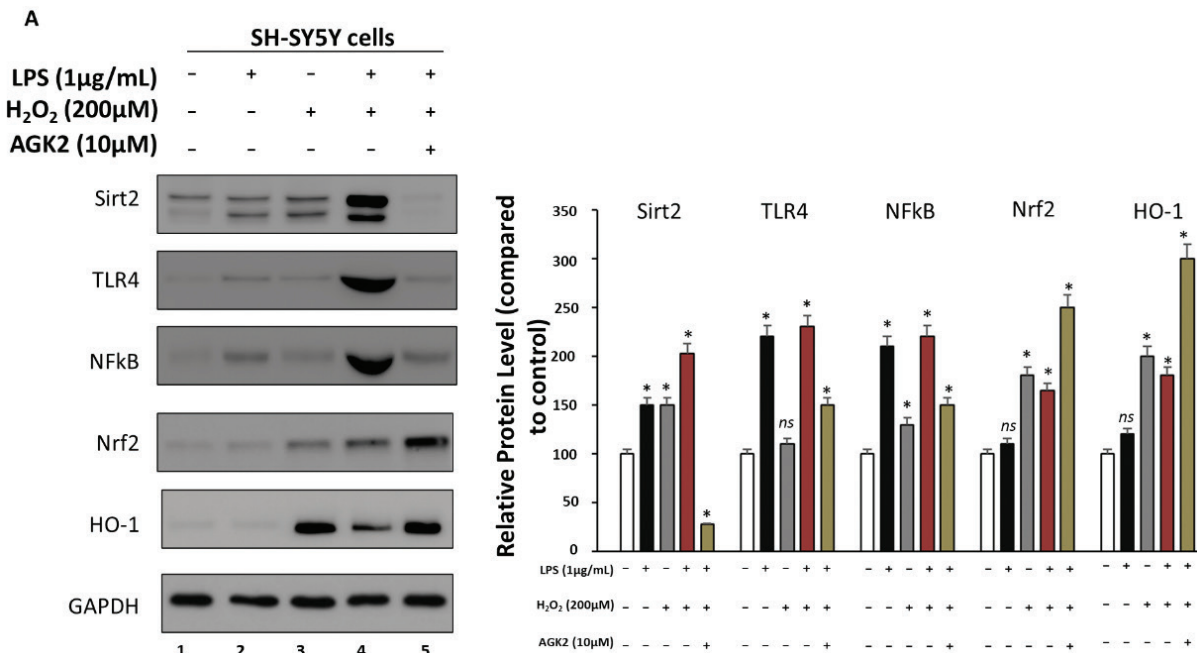 A
SH-SY5Y cells
LPS (1µg/mL) - + - + +
H₂O₂ (200µM) - - + + +
AGK2 (10µM) - - - - +
Sirt2
TLR4
NFkB
Nrf2
HO-1
GAPDH
1 2 3 4 5
Relative Protein Level (compared
to control)
350
300
250
200
150
100
50
0
Sirt2 TLR4 NFkB Nrf2 HO-1
* * * *
* ns * *
* * * *
ns * * *
ns * * *
LPS (1µg/mL) - + - + + - + - + + - + - + + - + - + + - + - + +
H₂O₂ (200µM) - - + + + - - + + + - - + + + - - + + + - - + + +
AGK2 (10µM) - - - - + - - - - + - - - - + - - - - + - - - - +